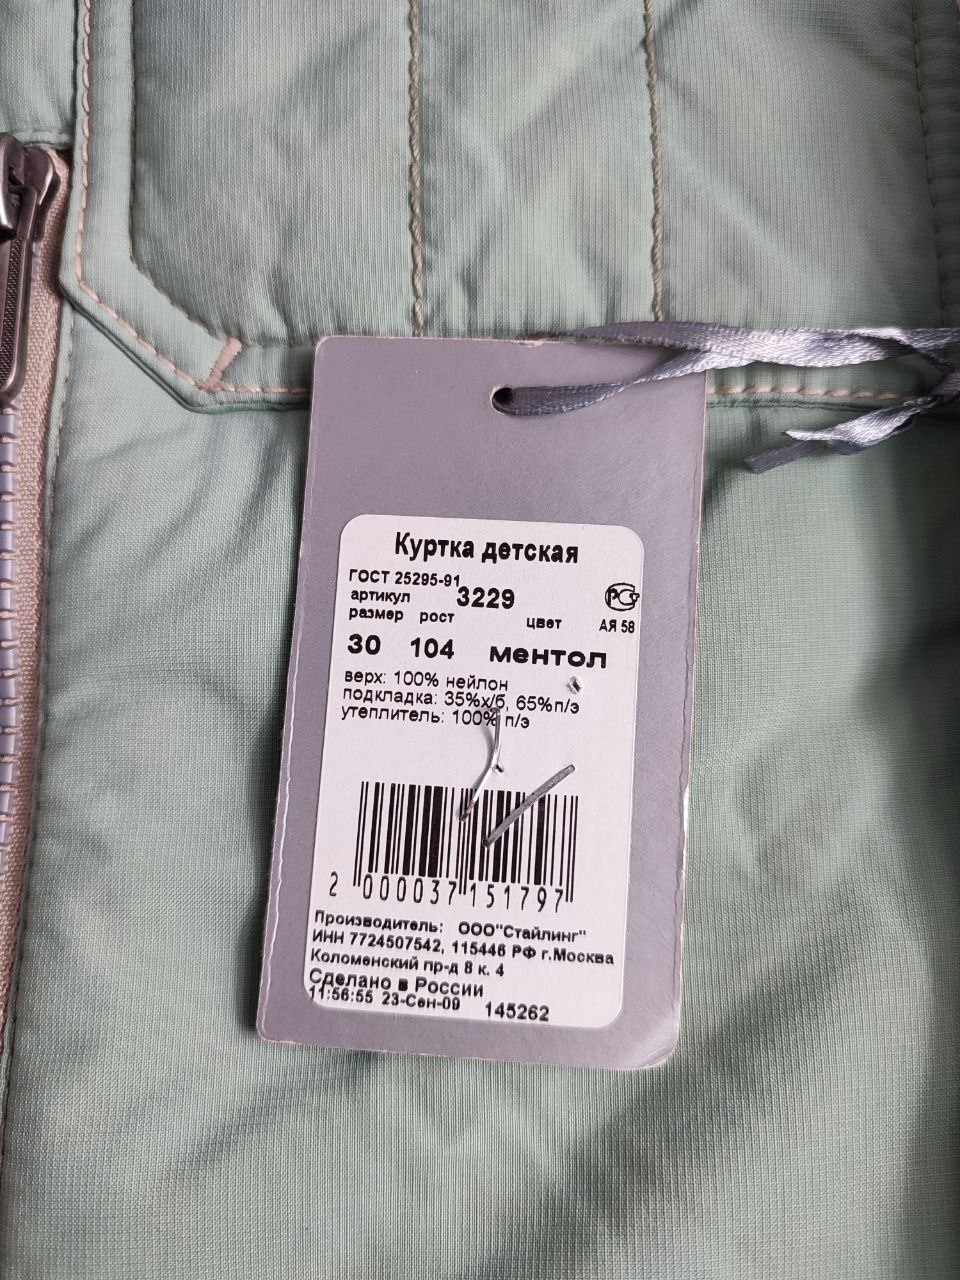 Куртка детская
ГОСТ 25295-91
артикул 3229
размер рост цвет АЯ 58
30 104 ментол
верх: 100% нейлон
подкладка: 35%х/б, 65%п/э
утеплитель: 100% п/э
2 000037 151797
Производитель: ООО"Стайлинг"
ИНН 7724507542, 115446 РФ г.Москва
Коломенский пр-д 8 к. 4
Сделано в России
11:56:55 23-Сен-09 145262